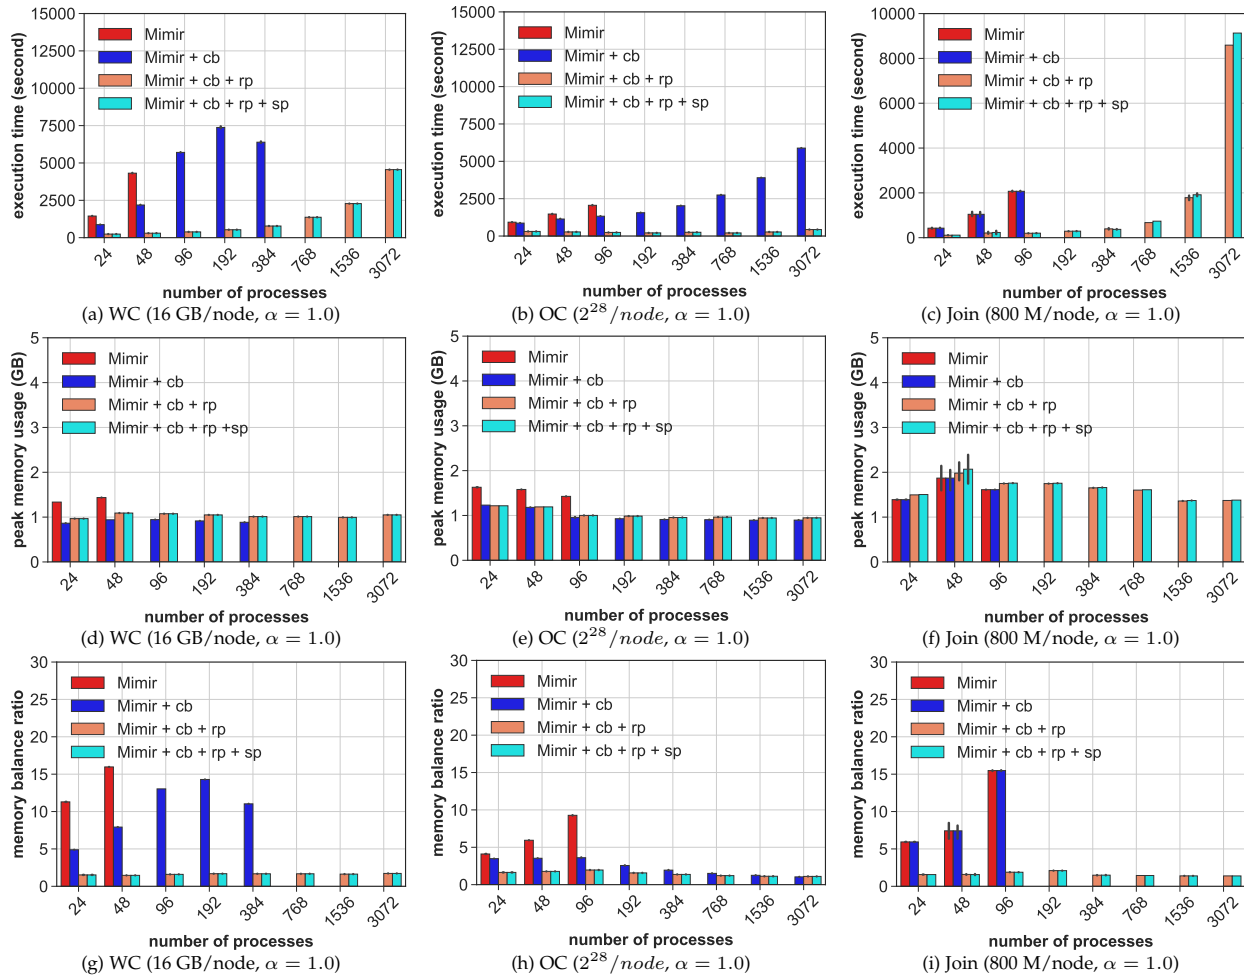 execution time (second)
15000
12500
10000
7500
5000
2500
0
Mimir
Mimir + cb
Mimir + cb + rp
Mimir + cb + rp + sp
24 48 96 192 384 768 1536 3072
number of processes
(a) WC (16 GB/node, α = 1.0)
execution time (second)
15000
12500
10000
7500
5000
2500
0
Mimir
Mimir + cb
Mimir + cb + rp
Mimir + cb + rp + sp
24 48 96 192 384 768 1536 3072
number of processes
(b) OC (2²⁸/node, α = 1.0)
execution time (second)
10000
8000
6000
4000
2000
0
Mimir
Mimir + cb
Mimir + cb + rp
Mimir + cb + rp + sp
24 48 96 192 384 768 1536 3072
number of processes
(c) Join (800 M/node, α = 1.0)
peak memory usage (GB)
5
4
3
2
1
0
Mimir
Mimir + cb
Mimir + cb + rp
Mimir + cb + rp +sp
24 48 96 192 384 768 1536 3072
number of processes
(d) WC (16 GB/node, α = 1.0)
peak memory usage (GB)
5
4
3
2
1
0
Mimir
Mimir + cb
Mimir + cb + rp
Mimir + cb + rp + sp
24 48 96 192 384 768 1536 3072
number of processes
(e) OC (2²⁸/node, α = 1.0)
peak memory usage (GB)
5
4
3
2
1
0
Mimir
Mimir + cb
Mimir + cb + rp
Mimir + cb + rp + sp
24 48 96 192 384 768 1536 3072
number of processes
(f) Join (800 M/node, α = 1.0)
memory balance ratio
30
25
20
15
10
5
0
Mimir
Mimir + cb
Mimir + cb + rp
Mimir + cb + rp + sp
24 48 96 192 384 768 1536 3072
number of processes
(g) WC (16 GB/node, α = 1.0)
memory balance ratio
30
25
20
15
10
5
0
Mimir
Mimir + cb
Mimir + cb + rp
Mimir + cb + rp + sp
24 48 96 192 384 768 1536 3072
number of processes
(h) OC (2²⁸/node, α = 1.0)
memory balance ratio
30
25
20
15
10
5
0
Mimir
Mimir + cb
Mimir + cb + rp
Mimir + cb + rp + sp
24 48 96 192 384 768 1536 3072
number of processes
(i) Join (800 M/node, α = 1.0)